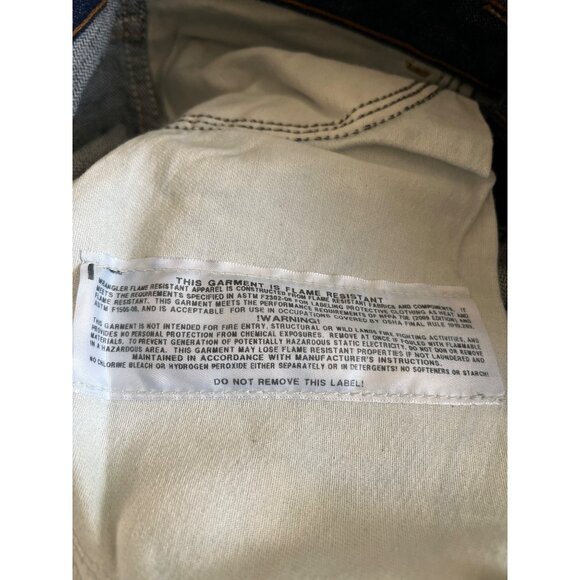 THIS GARMENT IS FLAME RESISTANT
WRANGLER FLAME RESISTANT APPAREL IS CONSTRUCTED FROM FLAME RESISTANT FABRICS AND COMPONENTS. IT
MEETS THE REQUIREMENTS SPECIFIED IN ASTM F2302-08 FOR LABELING PROTECTIVE CLOTHING AS HEAT AND
FLAME RESISTANT. THIS GARMENT MEETS THE PERFORMANCE REQUIREMENTS OF NFPA 70E (2009 EDITION) AND
ASTM F1506-08, AND IS ACCEPTABLE FOR USE IN OCCUPATIONS COVERED BY OSHA FINAL RULE 1910.269.
!WARNING!
THIS GARMENT IS NOT INTENDED FOR FIRE ENTRY, STRUCTURAL OR WILD LANDS FIRE FIGHTING ACTIVITIES, AND
PROVIDES NO PERSONAL PROTECTION FROM CHEMICAL EXPOSURES. REMOVE AT ONCE IF FOULED WITH FLAMMABLE
MATERIALS. TO PREVENT GENERATION OF POTENTIALLY HAZARDOUS STATIC ELECTRICITY, DO NOT DON OR REMOVE
IN A HAZARDOUS AREA. THIS GARMENT MAY LOSE FLAME RESISTANT PROPERTIES IF NOT LAUNDERED AND
MAINTAINED IN ACCORDANCE WITH MANUFACTURER'S INSTRUCTIONS.
NO CHLORINE BLEACH OR HYDROGEN PEROXIDE EITHER SEPARATELY OR IN DETERGENTS! NO SOFTENERS OR STARCH!
DO NOT REMOVE THIS LABEL!